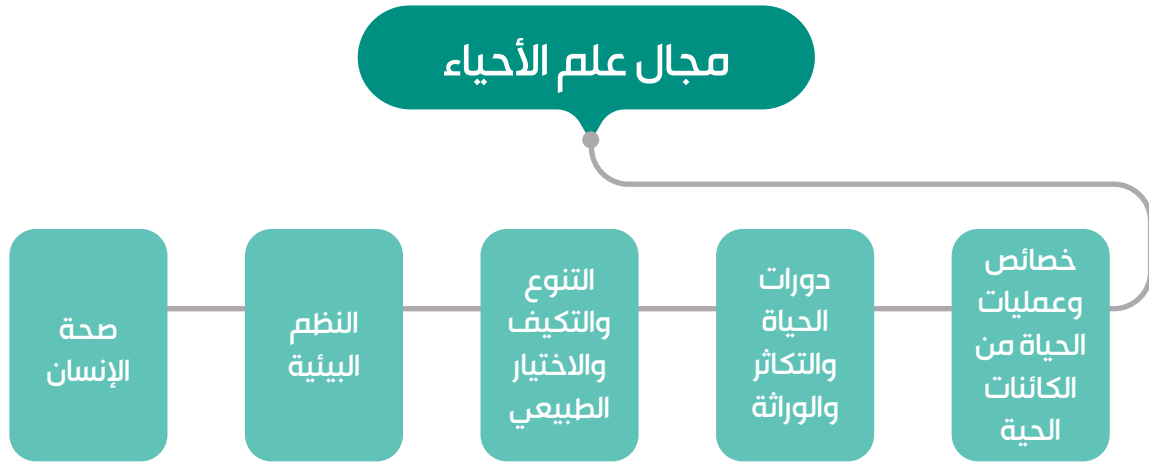 مجال علم الأحياء
خصائص
وعمليات
الحياة من
الكائنات
الحية
دورات
الحياة
والتكاثر
والوراثة
التنوع
والتكيف
والاختيار
الطبيعي
النظم
البيئية
صحة
الإنسان